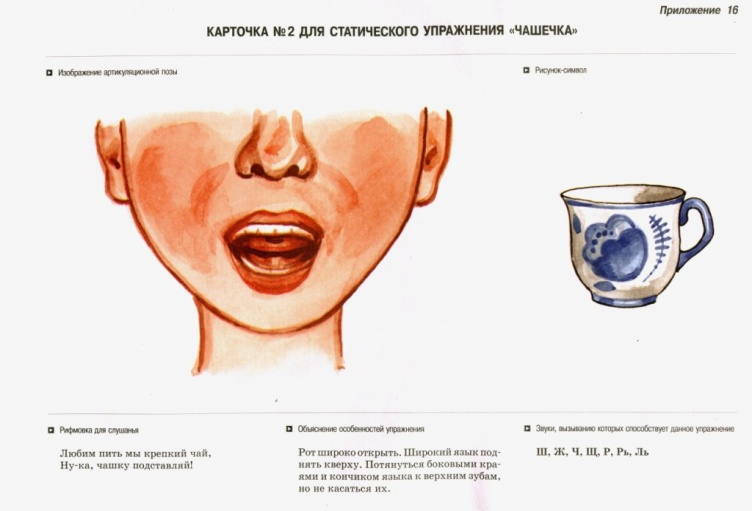 Приложение 16
КАРТОЧКА №2 ДЛЯ СТАТИЧЕСКОГО УПРАЖНЕНИЯ «ЧАШЕЧКА»
Изображение артикуляционной позы
Рисунок-символ
Рифмовка для слушанья
Любим пить мы крепкий чай,
Ну-ка, чашку подставляй!
Объяснение особенностей упражнения
Рот широко открыть. Широкий язык под-
нять кверху. Потянуться боковыми кра-
ями и кончиком языка к верхним зубам,
но не касаться их.
Звуки, вызыванию которых способствует данное упражнение
Ш, Ж, Ч, Щ, Р, Рь, Ль